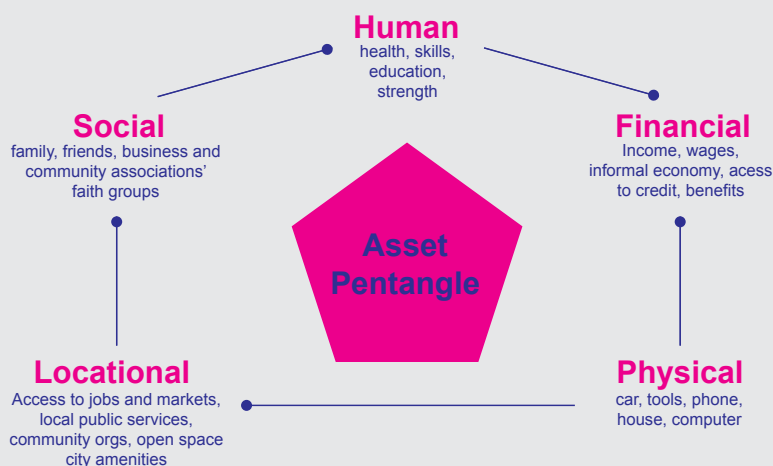 Human
health, skills,
education,
strength
Social
family, friends, business and
community associations’
faith groups
Financial
Income, wages,
informal economy, acess
to credit, benefits
Asset
Pentangle
Locational
Access to jobs and markets,
local public services,
community orgs, open space
city amenities
Physical
car, tools, phone,
house, computer